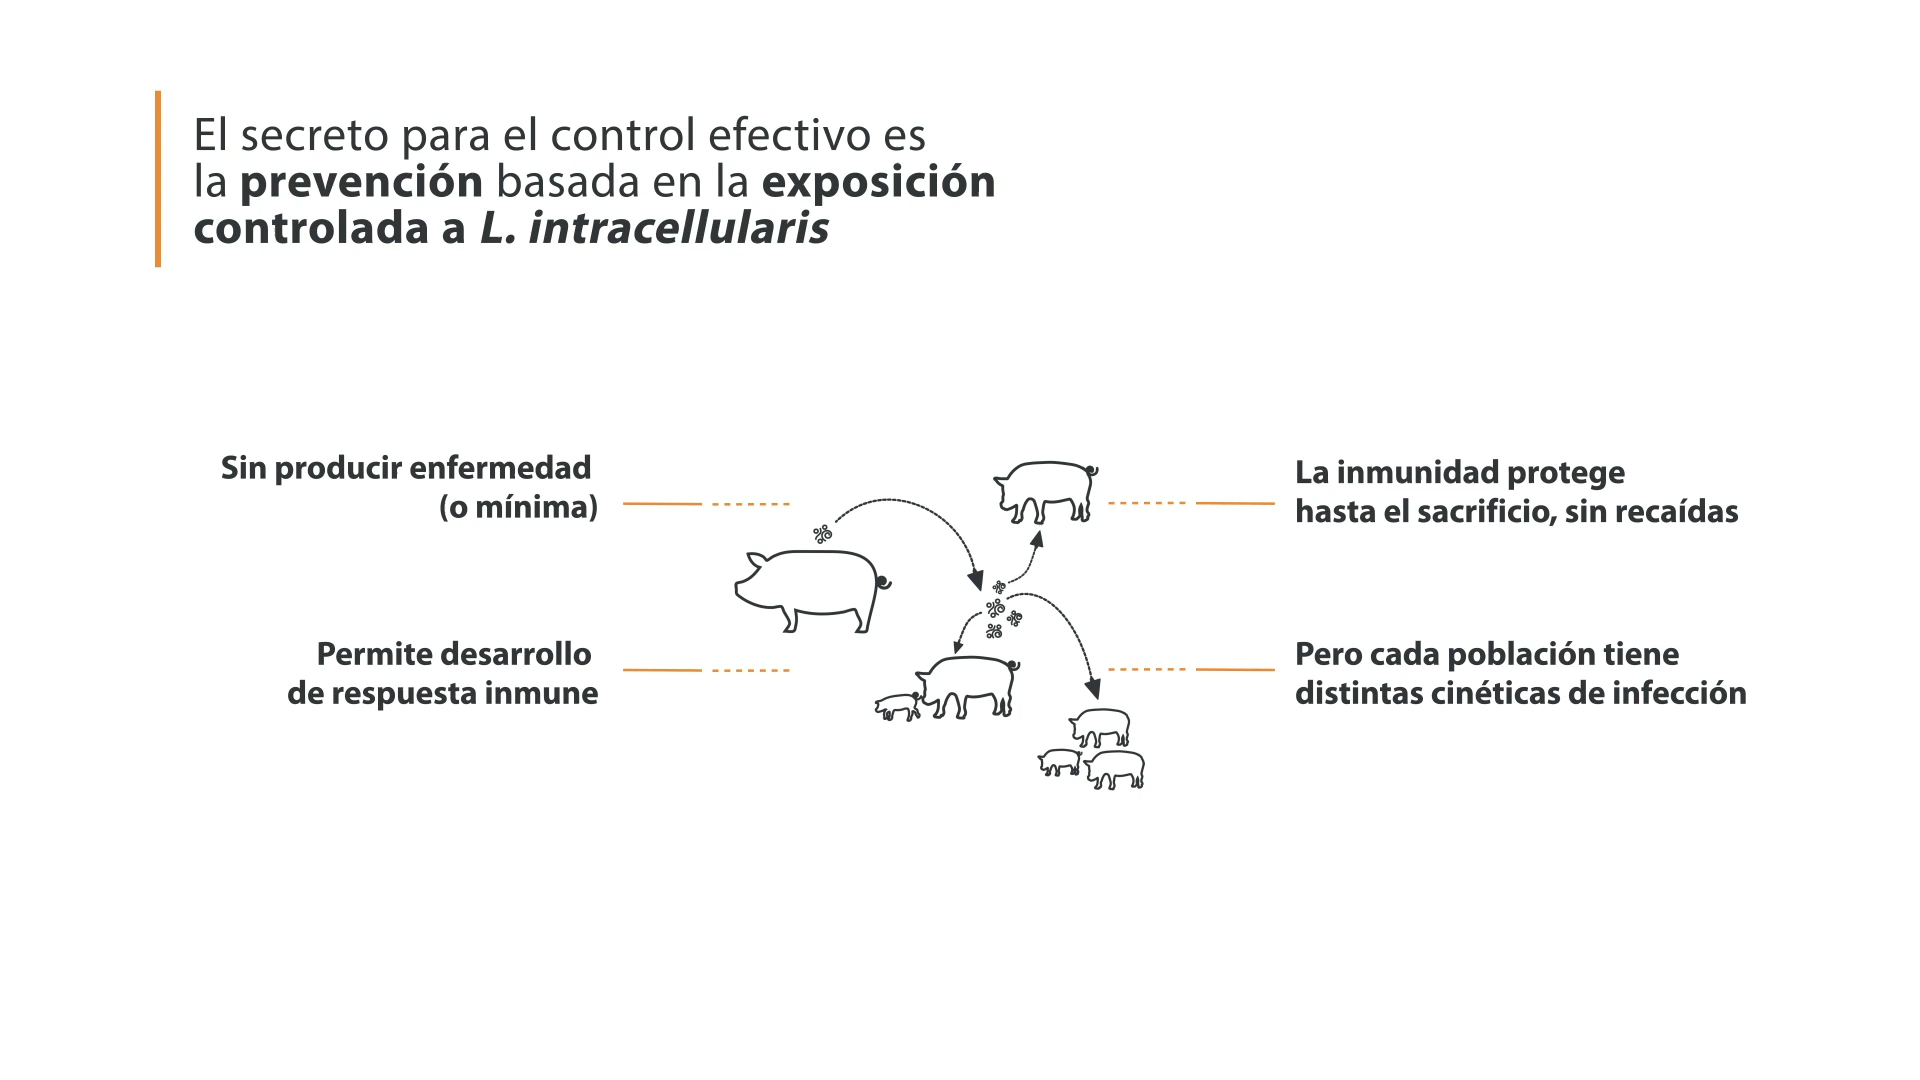 El secreto para el control efectivo es
la prevención basada en la exposición
controlada a L. intracellularis
Sin producir enfermedad
(o mínima)
Permite desarrollo
de respuesta inmune
La inmunidad protege
hasta el sacrificio, sin recaídas
Pero cada población tiene
distintas cinéticas de infección